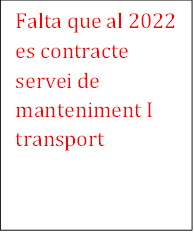 Falta que al 2022
es contracte
servei de
manteniment I
transport